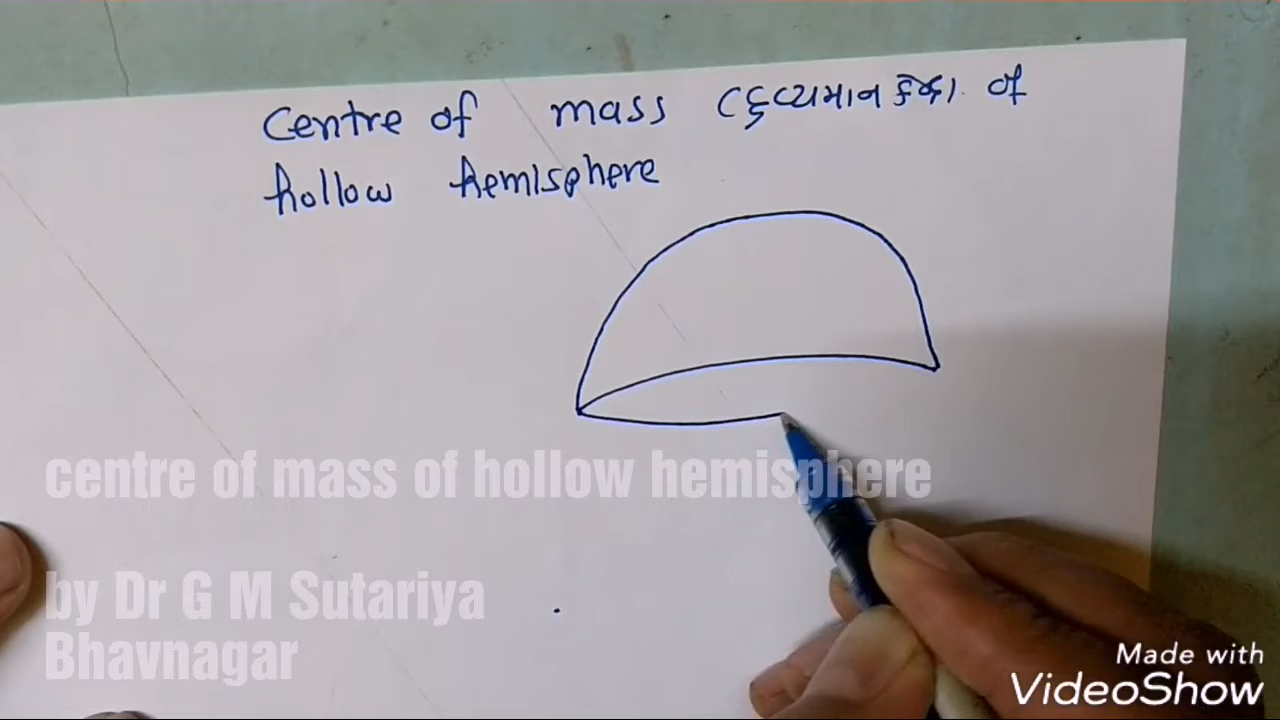 Centre of mass (દ્રવ્યમાન કેન્દ્ર) of
hollow hemisphere
centre of mass of hollow hemisphere
by Dr G M Sutariya
Bhavnagar
Made with
VideoShow